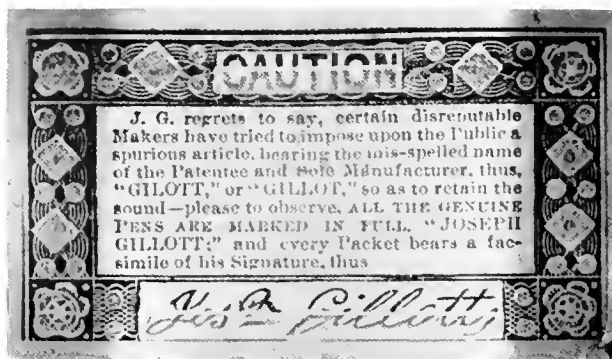 CAUTION
J. G. regrets to say, certain disreputable
Makers have tried to impose upon the Public a
spurious article, bearing the mis-spelled name
of the Patentee and Sole Manufacturer, thus,
"GILOTT," or "GILLOT," so as to retain the
sound—please to observe, ALL THE GENUINE
PENS ARE MARKED IN FULL, "JOSEPH
GILLOTT;" and every Packet bears a fac-
simile of his Signature, thus
Jos h Gillott,